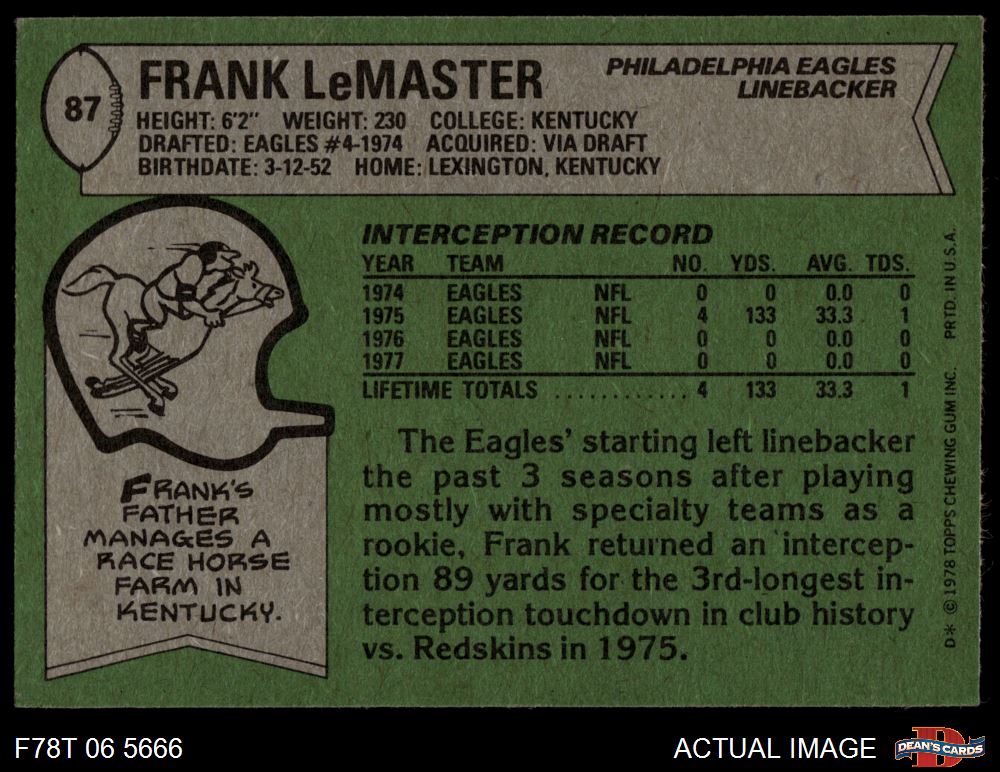 87
FRANK LeMASTER
PHILADELPHIA EAGLES
LINEBACKER
HEIGHT: 6'2" WEIGHT: 230 COLLEGE: KENTUCKY
DRAFTED: EAGLES #4-1974 ACQUIRED: VIA DRAFT
BIRTHDATE: 3-12-52 HOME: LEXINGTON, KENTUCKY
INTERCEPTION RECORD
YEAR TEAM NO. YDS. AVG. TDS.
1974 EAGLES NFL 0 0 0.0 0
1975 EAGLES NFL 4 133 33.3 1
1976 EAGLES NFL 0 0 0.0 0
1977 EAGLES NFL 0 0 0.0 0
LIFETIME TOTALS ............ 4 133 33.3 1
The Eagles' starting left linebacker
the past 3 seasons after playing
mostly with specialty teams as a
rookie, Frank returned an intercep-
tion 89 yards for the 3rd-longest in-
terception touchdown in club history
vs. Redskins in 1975.
FRANK'S
FATHER
MANAGES A
RACE HORSE
FARM IN
KENTUCKY.
D* © 1978 TOPPS CHEWING GUM INC. PRTD. IN U.S.A.
F78T 06 5666
ACTUAL IMAGE
D
DEAN'S CARDS